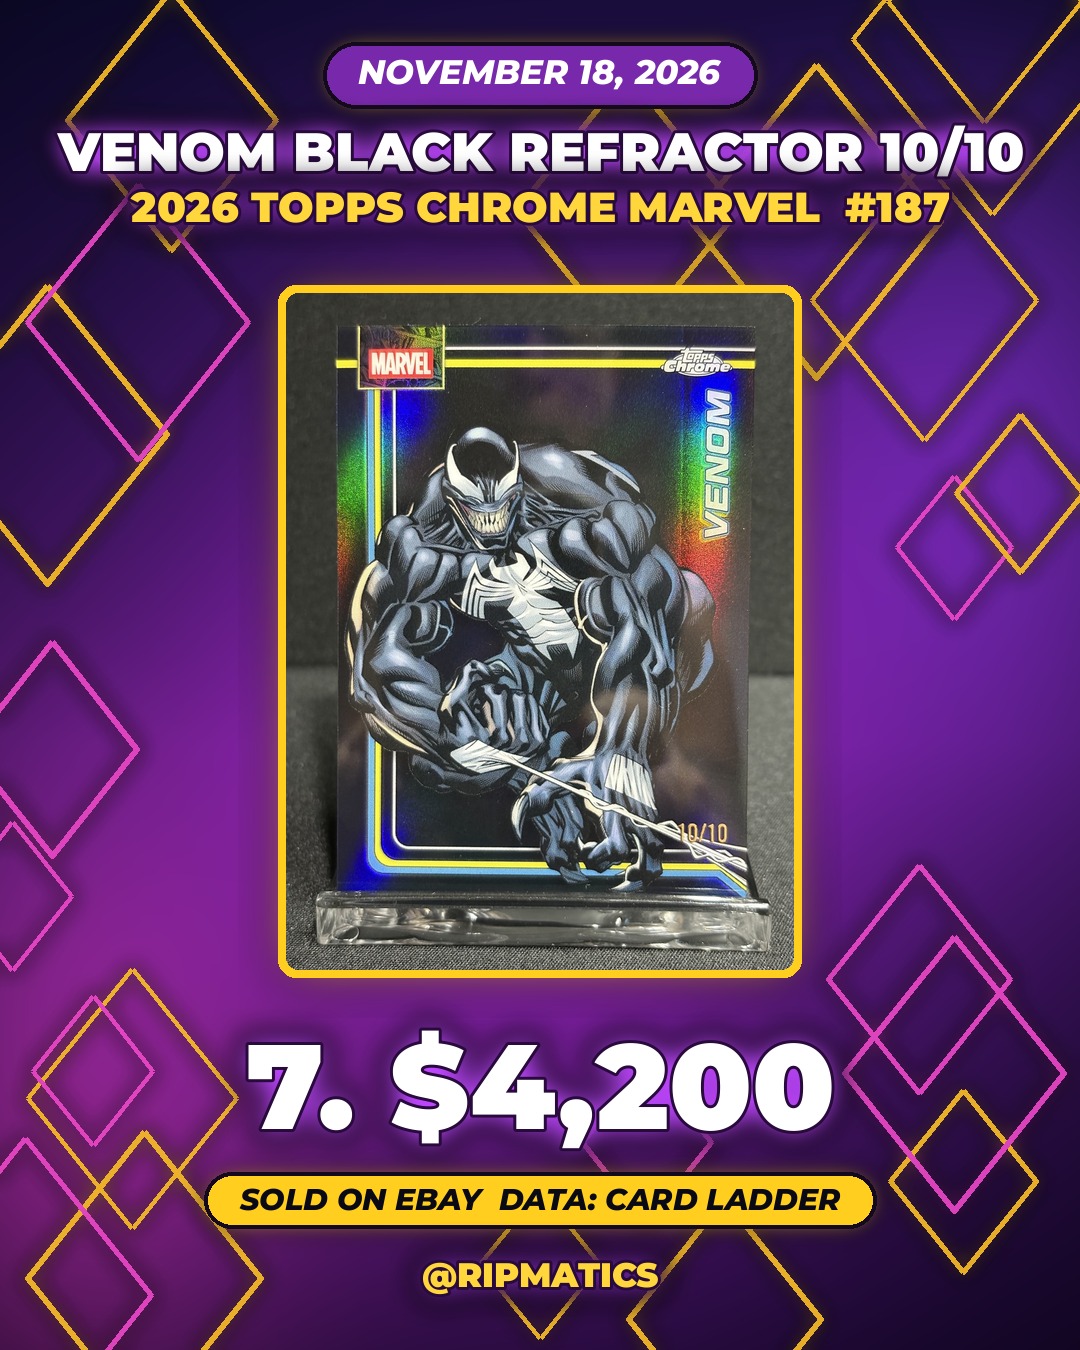 NOVEMBER 18, 2026
VENOM BLACK REFRACTOR 10/10
2026 TOPPS CHROME MARVEL #187
MARVEL
Topps
Chrome
VENOM
10/10
7. $4,200
SOLD ON EBAY DATA: CARD LADDER
@RIPMATICS